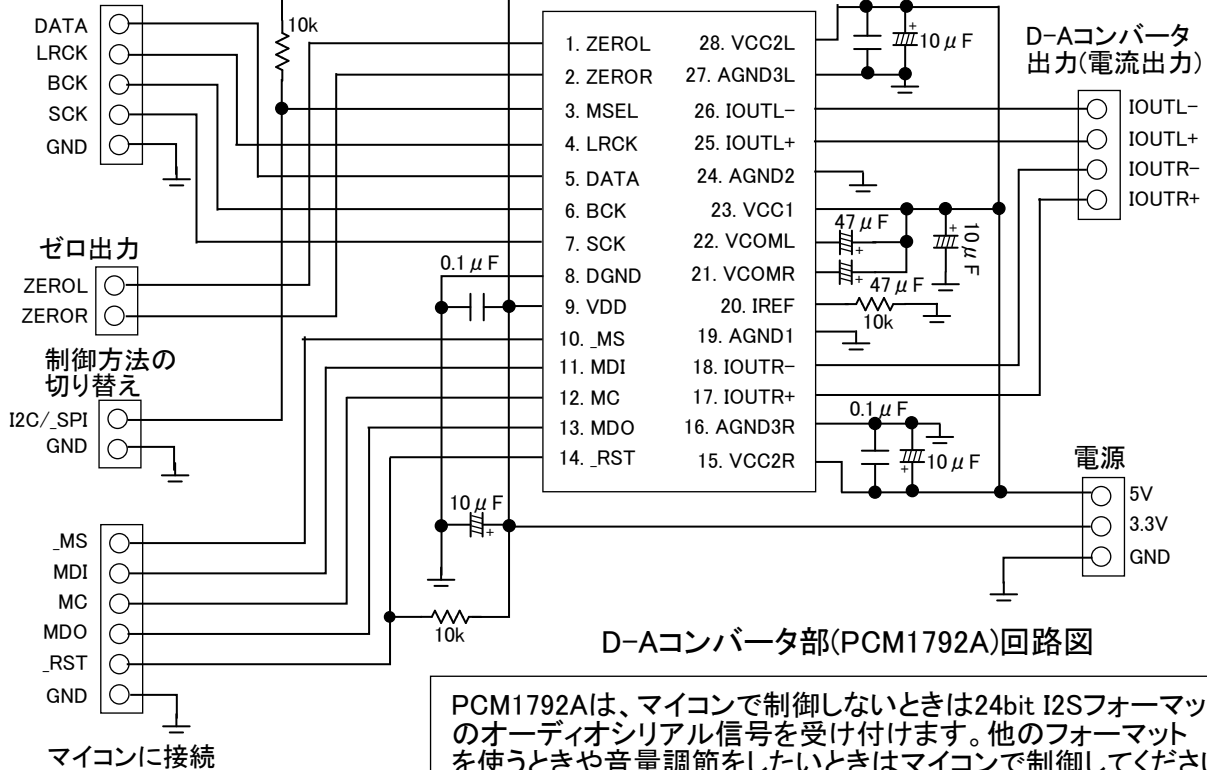 DATA
LRCK
BCK
SCK
GND
10k
ゼロ出力
ZEROL
ZEROR
制御方法の
切り替え
I2C/_SPI
GND
_MS
MDI
MC
MDO
_RST
GND
マイコンに接続
0.1μF
10μF
10k
1. ZEROL
2. ZEROR
3. MSEL
4. LRCK
5. DATA
6. BCK
7. SCK
8. DGND
9. VDD
10. _MS
11. MDI
12. MC
13. MDO
14. _RST
28. VCC2L
27. AGND3L
26. IOUTL-
25. IOUTL+
24. AGND2
23. VCC1
22. VCOML
21. VCOMR
20. IREF
19. AGND1
18. IOUTR-
17. IOUTR+
16. AGND3R
15. VCC2R
+
10μF
47μF
+
+
47μF
+
10μF
10k
0.1μF
+
10μF
+
D-Aコンバータ
出力(電流出力)
IOUTL-
IOUTL+
IOUTR-
IOUTR+
電源
5V
3.3V
GND
D-Aコンバータ部(PCM1792A)回路図
PCM1792Aは、マイコンで制御しないときは24bit I2Sフォーマッ
のオーディオシリアル信号を受け付けます。他のフォーマット
を使うときや音量調節をしたいときはマイコンで制御してくださ